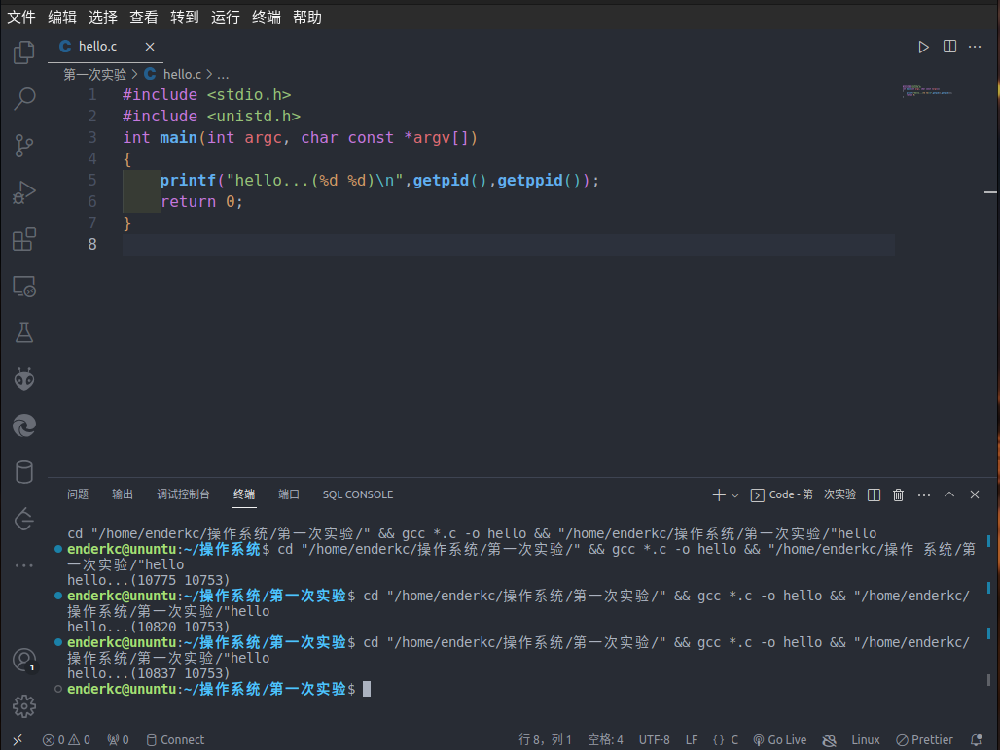 文件 编辑 选择 查看 转到 运行 终端 帮助
C hello.c ×
第一次实验 > C hello.c > ...
1 #include <stdio.h>
2 #include <unistd.h>
3 int main(int argc, char const *argv[])
4 {
5     printf("hello...(%d %d)\n",getpid(),getppid());
6     return 0;
7 }
8
问题 输出 调试控制台 终端 端口 SQL CONSOLE Code - 第一次实验
cd "/home/enderkc/操作系统/第一次实验/" && gcc *.c -o hello && "/home/enderkc/操作系统/第一次实验/"hello
enderkc@ununtu:~/操作系统$ cd "/home/enderkc/操作系统/第一次实验/" && gcc *.c -o hello && "/home/enderkc/操作 系统/第
一次实验/"hello
hello...(10775 10753)
enderkc@ununtu:~/操作系统/第一次实验$ cd "/home/enderkc/操作系统/第一次实验/" && gcc *.c -o hello && "/home/enderkc/
操作系统/第一次实验/"hello
hello...(10820 10753)
enderkc@ununtu:~/操作系统/第一次实验$ cd "/home/enderkc/操作系统/第一次实验/" && gcc *.c -o hello && "/home/enderkc/
操作系统/第一次实验/"hello
hello...(10837 10753)
enderkc@ununtu:~/操作系统/第一次实验$
1
0 0 0 Connect 行 8，列 1 空格: 4 UTF-8 LF {} C Go Live Linux Prettier